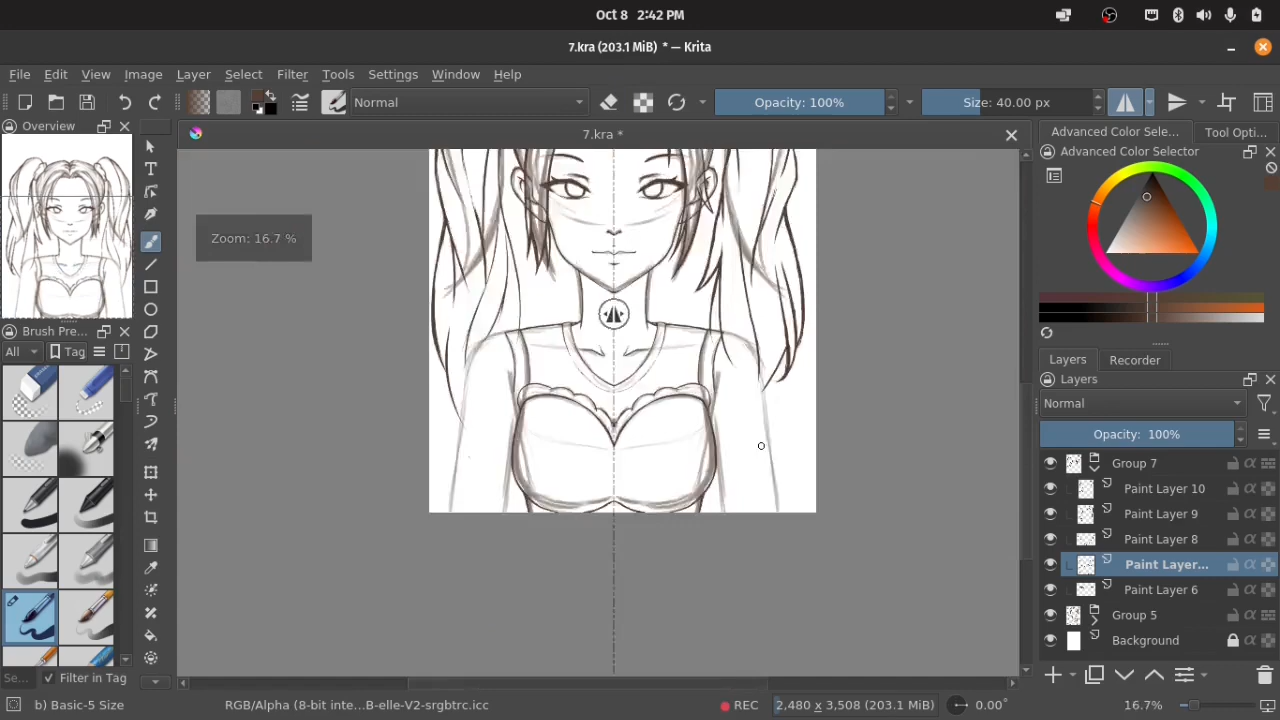 Oct 8 2:42 PM
7.kra (203.1 MiB) * — Krita
File Edit View Image Layer Select Filter Tools Settings Window Help
Normal
Opacity: 100%
Size: 40.00 px
Overview
7.kra *
Advanced Color Sele...
Tool Opti...
Advanced Color Selector
Zoom: 16.7 %
Brush Pre...
All
Tag
Layers
Recorder
Layers
Normal
Opacity: 100%
Group 7
Paint Layer 10
Paint Layer 9
Paint Layer 8
Paint Layer...
Paint Layer 6
Group 5
Background
Se...
Filter in Tag
b) Basic-5 Size
RGB/Alpha (8-bit inte...B-elle-V2-srgbtrc.icc
REC
2,480 x 3,508 (203.1 MiB)
0.00°
16.7%